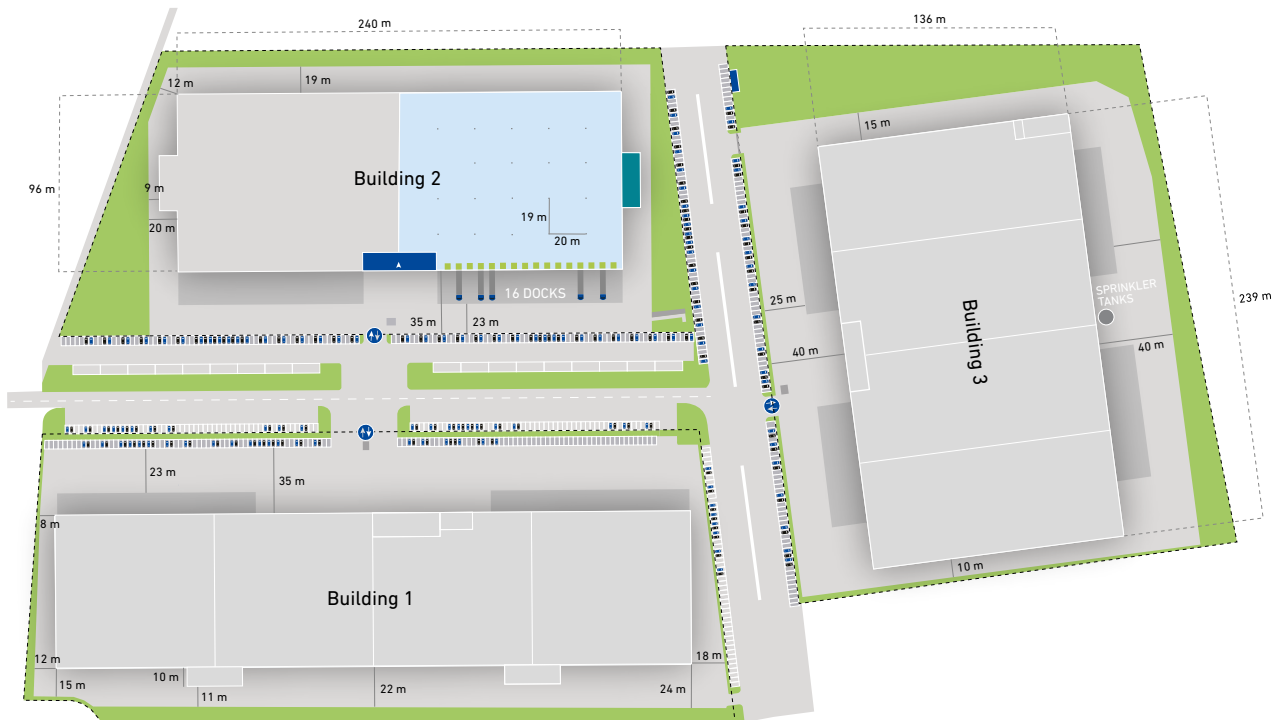 240 m
136 m
12 m
19 m
15 m
96 m
9 m
20 m
Building 2
19 m
20 m
16 DOCKS
35 m
23 m
25 m
40 m
Building 3
SPRINKLER
TANKS
40 m
239 m
23 m
35 m
8 m
Building 1
12 m
15 m
10 m
11 m
22 m
24 m
18 m
10 m